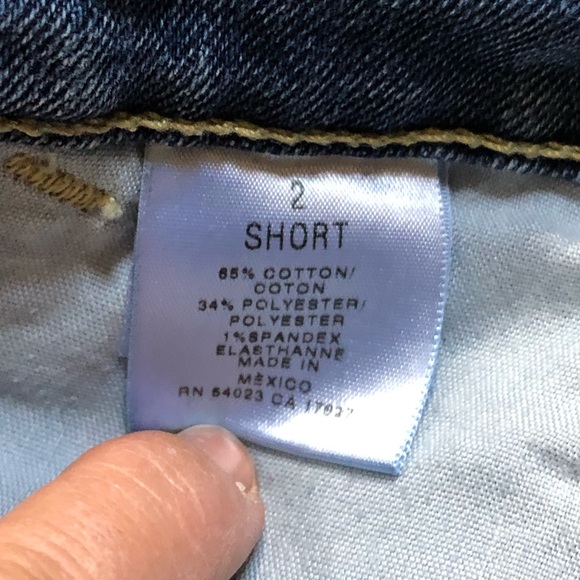 2
SHORT
65% COTTON/
COTON
34% POLYESTER/
POLYESTER
1% SPANDEX
ELASTHANNE
MADE IN
MÉXICO
RN 54023 CA